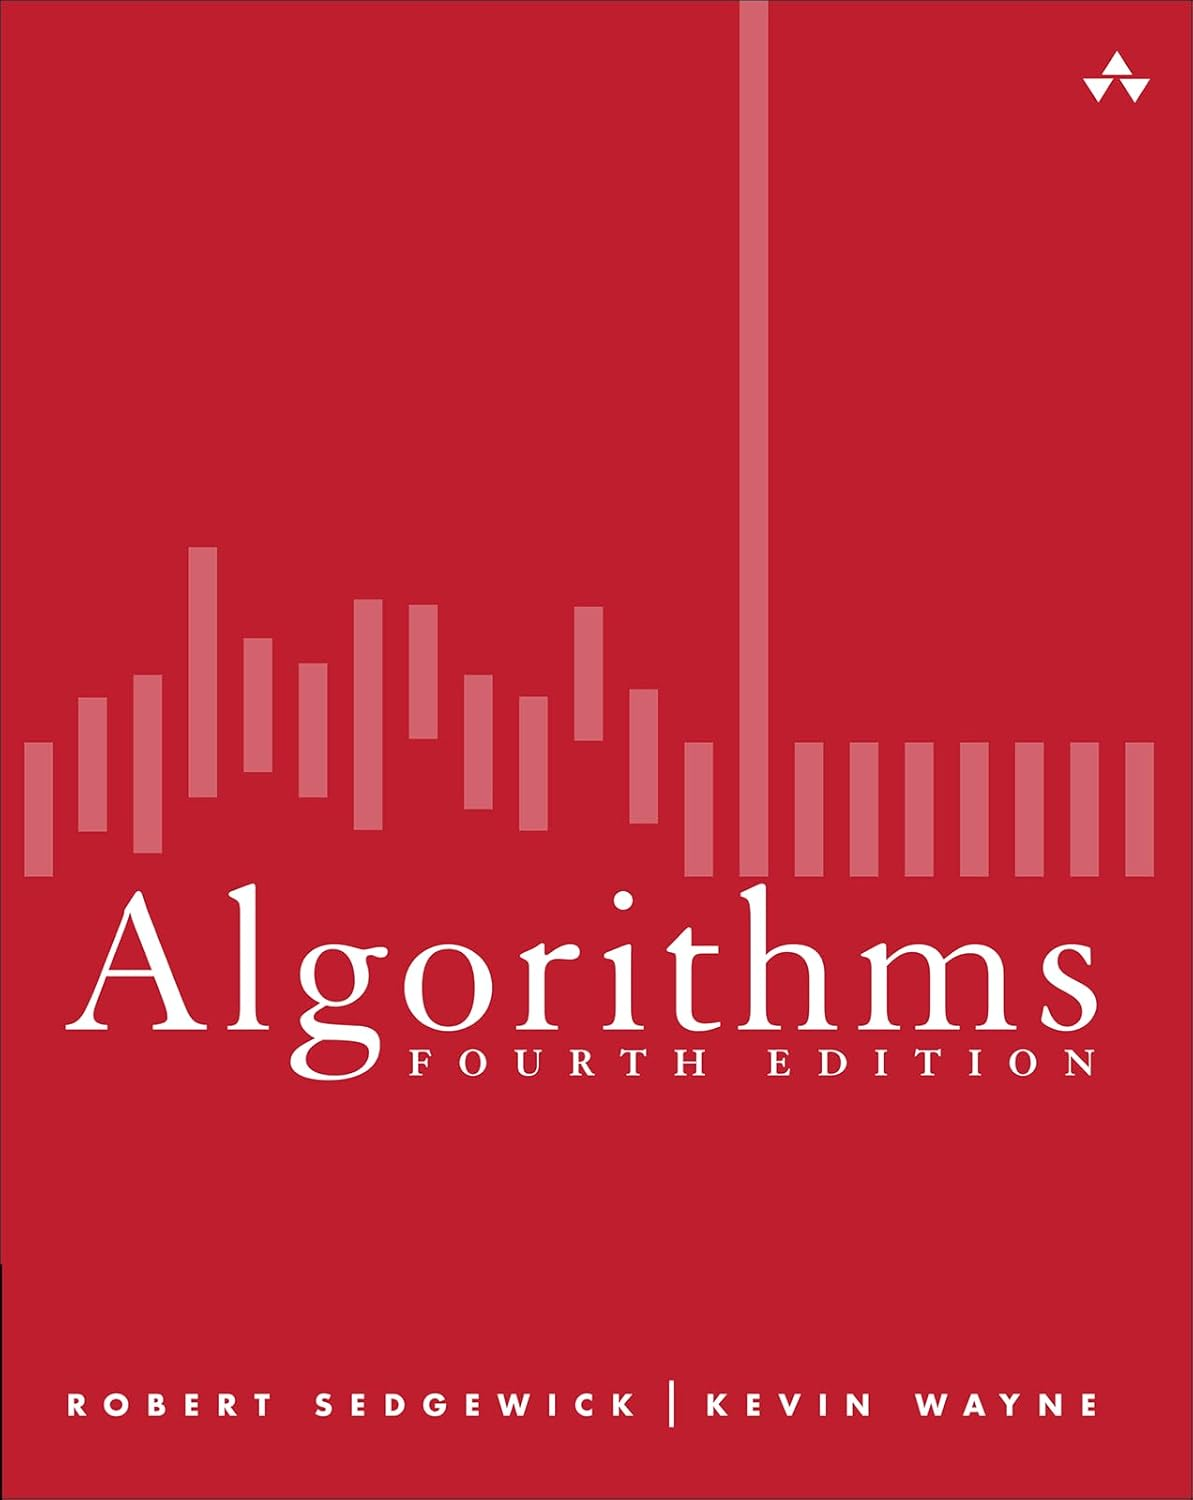 Algorithms
FOURTH EDITION
ROBERT SEDGEWICK | KEVIN WAYNE